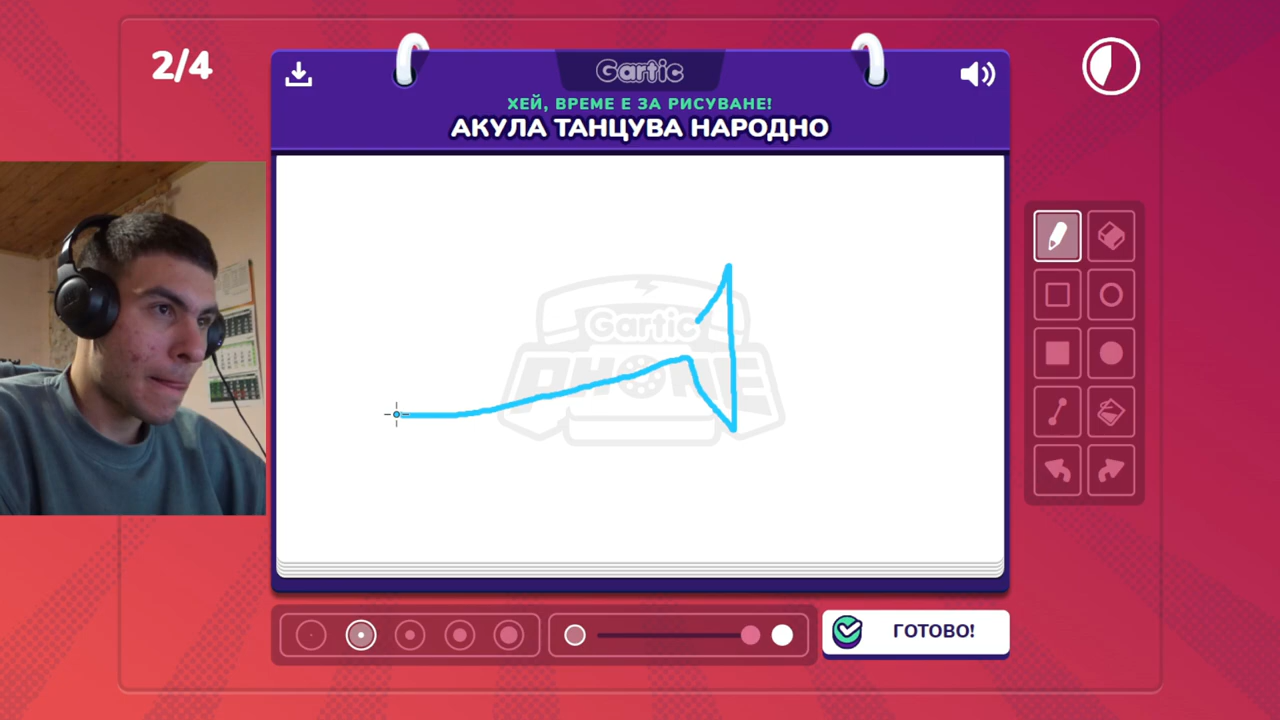 2/4
Gartic
ХЕЙ, ВРЕМЕ Е ЗА РИСУВАНЕ!
АКУЛА ТАНЦУВА НАРОДНО
Gartic
PHONE
ГОТОВО!